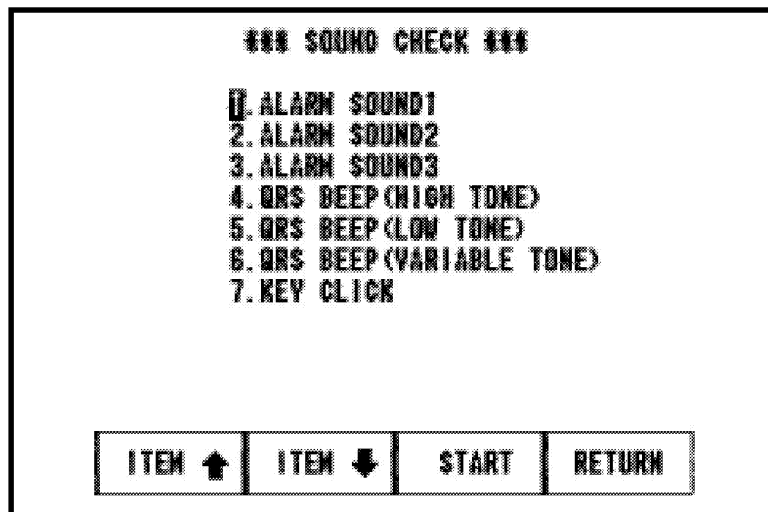 *** SOUND CHECK ***
1.ALARM SOUND1
2.ALARM SOUND2
3.ALARM SOUND3
4.QRS BEEP(HIGH TONE)
5.QRS BEEP(LOW TONE)
6.QRS BEEP(VARIABLE TONE)
7.KEY CLICK
ITEM ↑ ITEM ↓ START RETURN